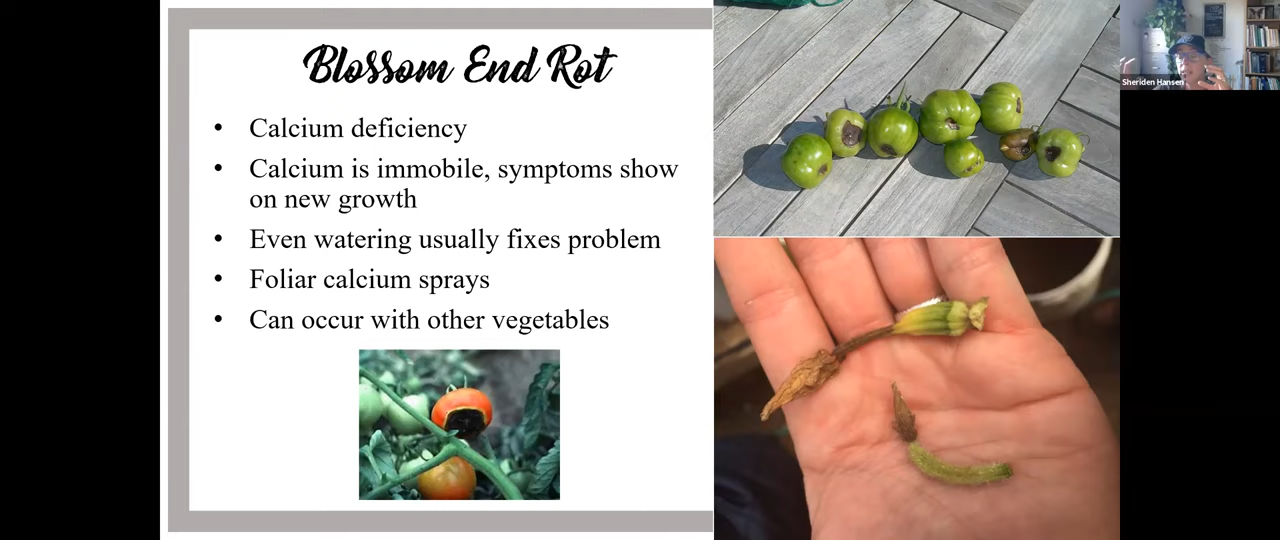 Blossom End Rot
• Calcium deficiency
• Calcium is immobile, symptoms show
on new growth
• Even watering usually fixes problem
• Foliar calcium sprays
• Can occur with other vegetables
Sheriden Hansen